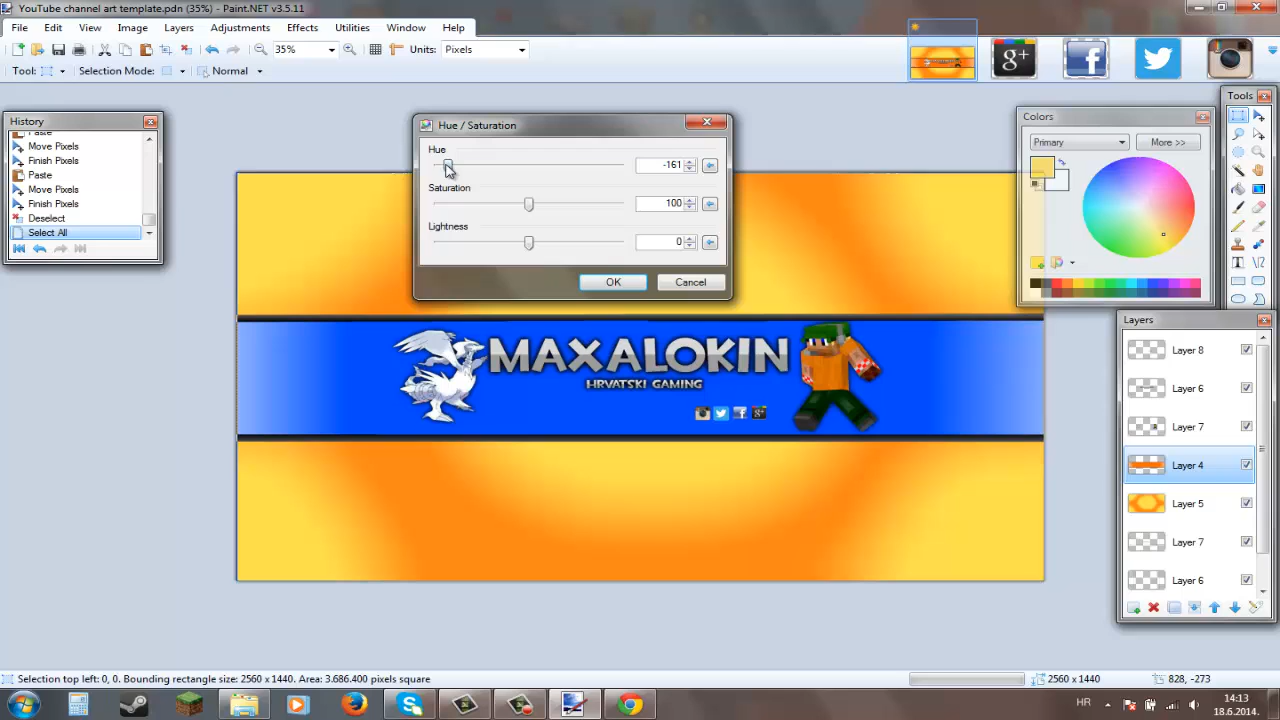 YouTube channel art template.pdn (35%) - Paint.NET v3.5.11
File Edit View Image Layers Adjustments Effects Utilities Window Help
35% Units: Pixels
Tool: Selection Mode: Normal
g+
History
Paste
Move Pixels
Finish Pixels
Paste
Move Pixels
Finish Pixels
Deselect
Select All
Hue / Saturation
Hue
-161
Saturation
100
Lightness
0
OK Cancel
Colors
Primary More >>
Tools
Layers
Layer 8
Layer 6
Layer 7
Layer 4
Layer 5
Layer 7
Layer 6
MAXALOKIN
HRVATSKI GAMING
Selection top left: 0, 0. Bounding rectangle size: 2560 x 1440. Area: 3.686.400 pixels square
2560 x 1440
828, -273
HR
14:13
18.6.2014.